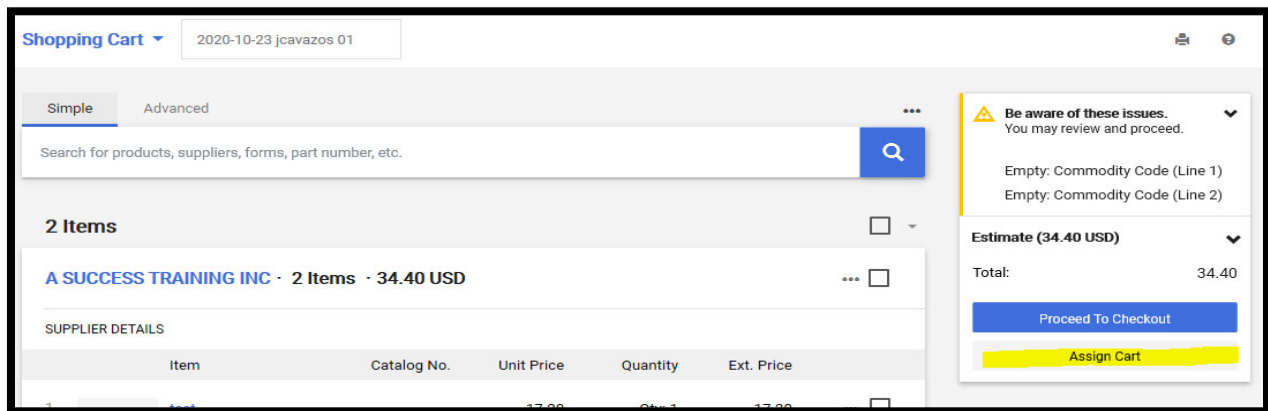 Shopping Cart 2020-10-23 jcavazos 01
Simple Advanced
Search for products, suppliers, forms, part number, etc.
2 Items
A SUCCESS TRAINING INC · 2 Items · 34.40 USD
SUPPLIER DETAILS
Item Catalog No. Unit Price Quantity Ext. Price
Be aware of these issues.
You may review and proceed.
Empty: Commodity Code (Line 1)
Empty: Commodity Code (Line 2)
Estimate (34.40 USD)
Total: 34.40
Proceed To Checkout
Assign Cart